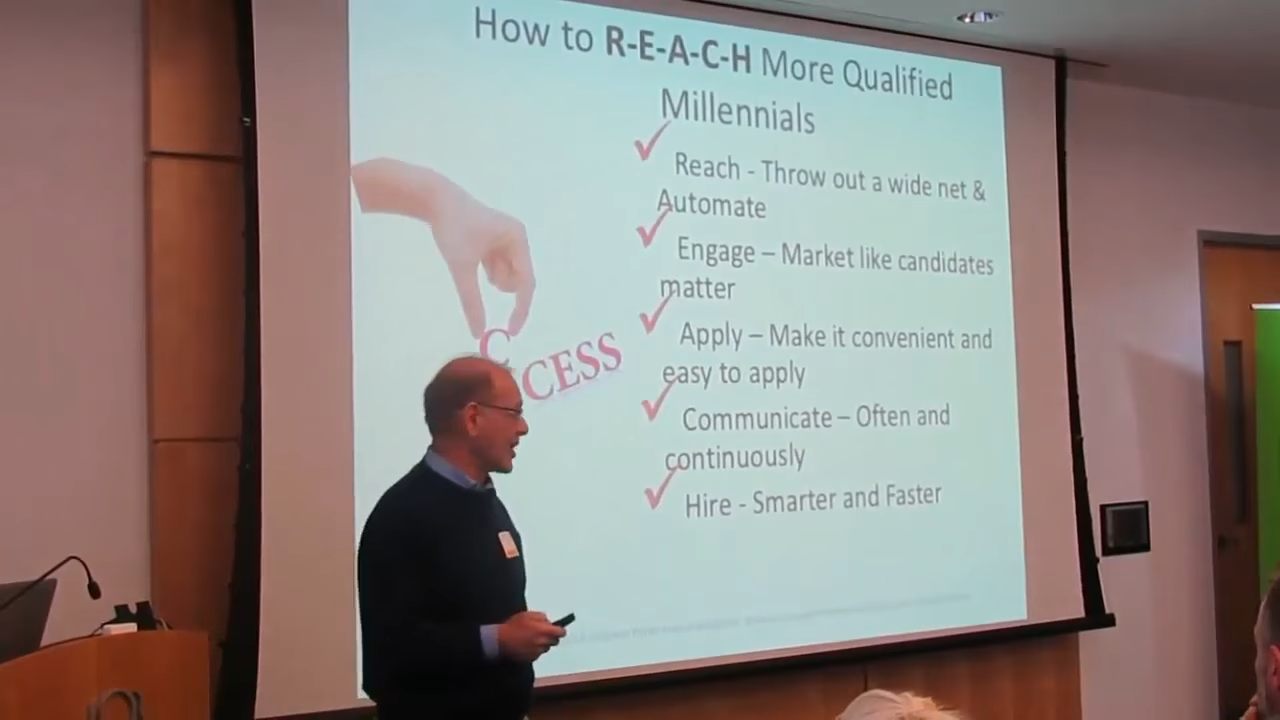 How to R-E-A-C-H More Qualified
Millennials
✓ Reach - Throw out a wide net &
Automate
✓ Engage – Market like candidates
matter
✓ Apply – Make it convenient and
easy to apply
✓ Communicate – Often and
continuously
✓ Hire - Smarter and Faster
C
CESS